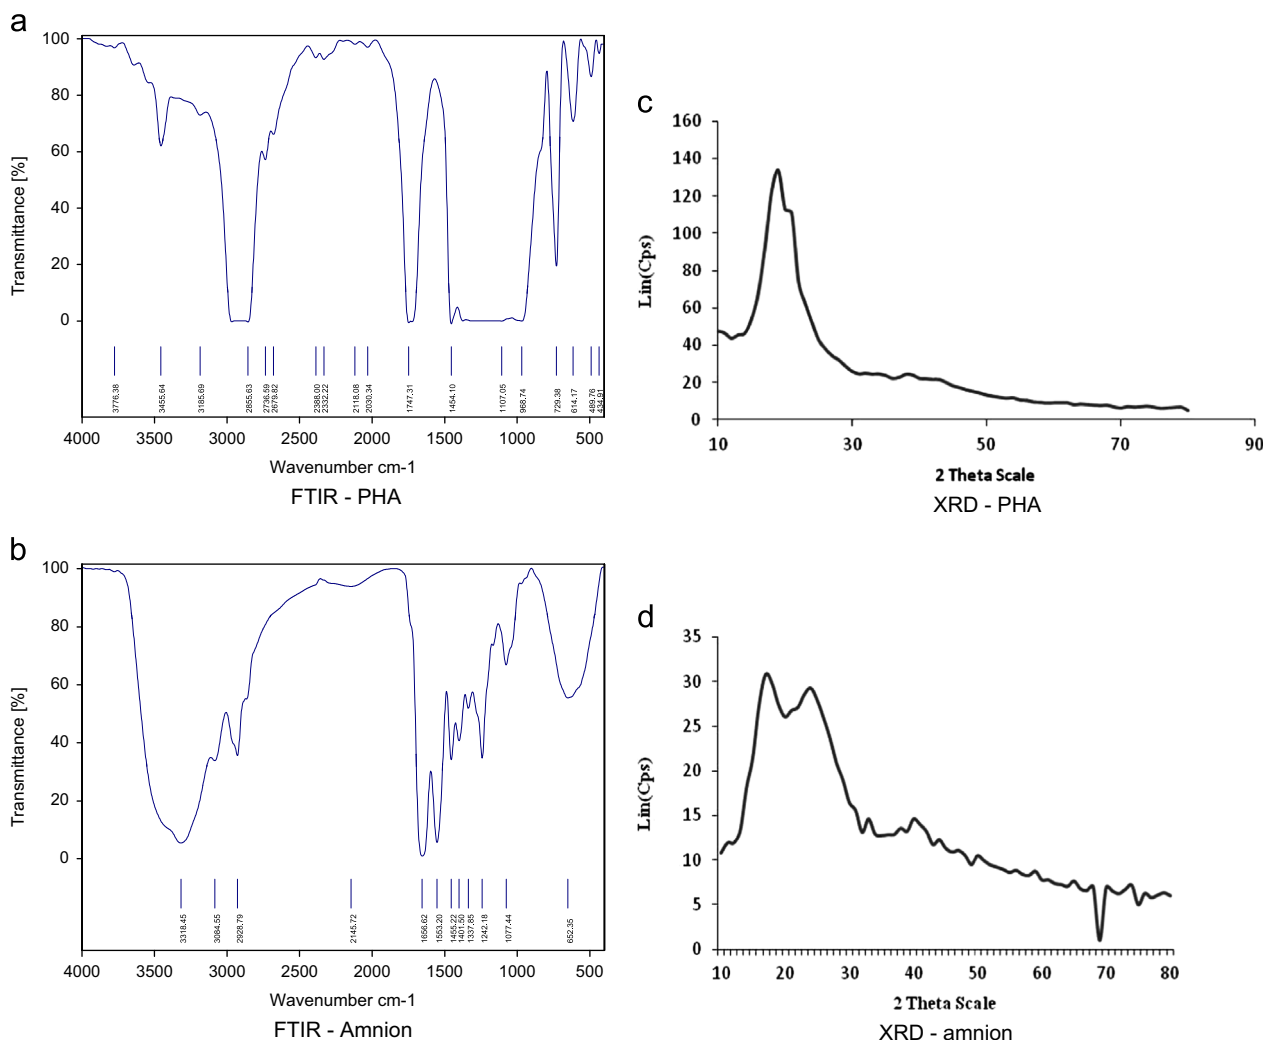 a
100
80
60
40
20
0
Transmittance [%]
3776.38
3455.64
3185.69
2855.63
2736.59
2679.82
2388.00
2332.22
2118.08
2030.34
1747.31
1454.10
1107.05
968.74
729.38
614.17
489.76
434.91
4000 3500 3000 2500 2000 1500 1000 500
Wavenumber cm-1
FTIR - PHA
b
100
80
60
40
20
0
Transmittance [%]
3318.45
3084.55
2928.79
2145.72
1656.62
1553.20
1455.22
1401.50
1337.85
1242.18
1077.44
652.35
4000 3500 3000 2500 2000 1500 1000 500
Wavenumber cm-1
FTIR - Amnion
c
160
140
120
100
80
60
40
20
0
Lin(Cps)
10 30 50 70 90
2 Theta Scale
XRD - PHA
d
35
30
25
20
15
10
5
0
Lin(Cps)
10 20 30 40 50 60 70 80
2 Theta Scale
XRD - amnion